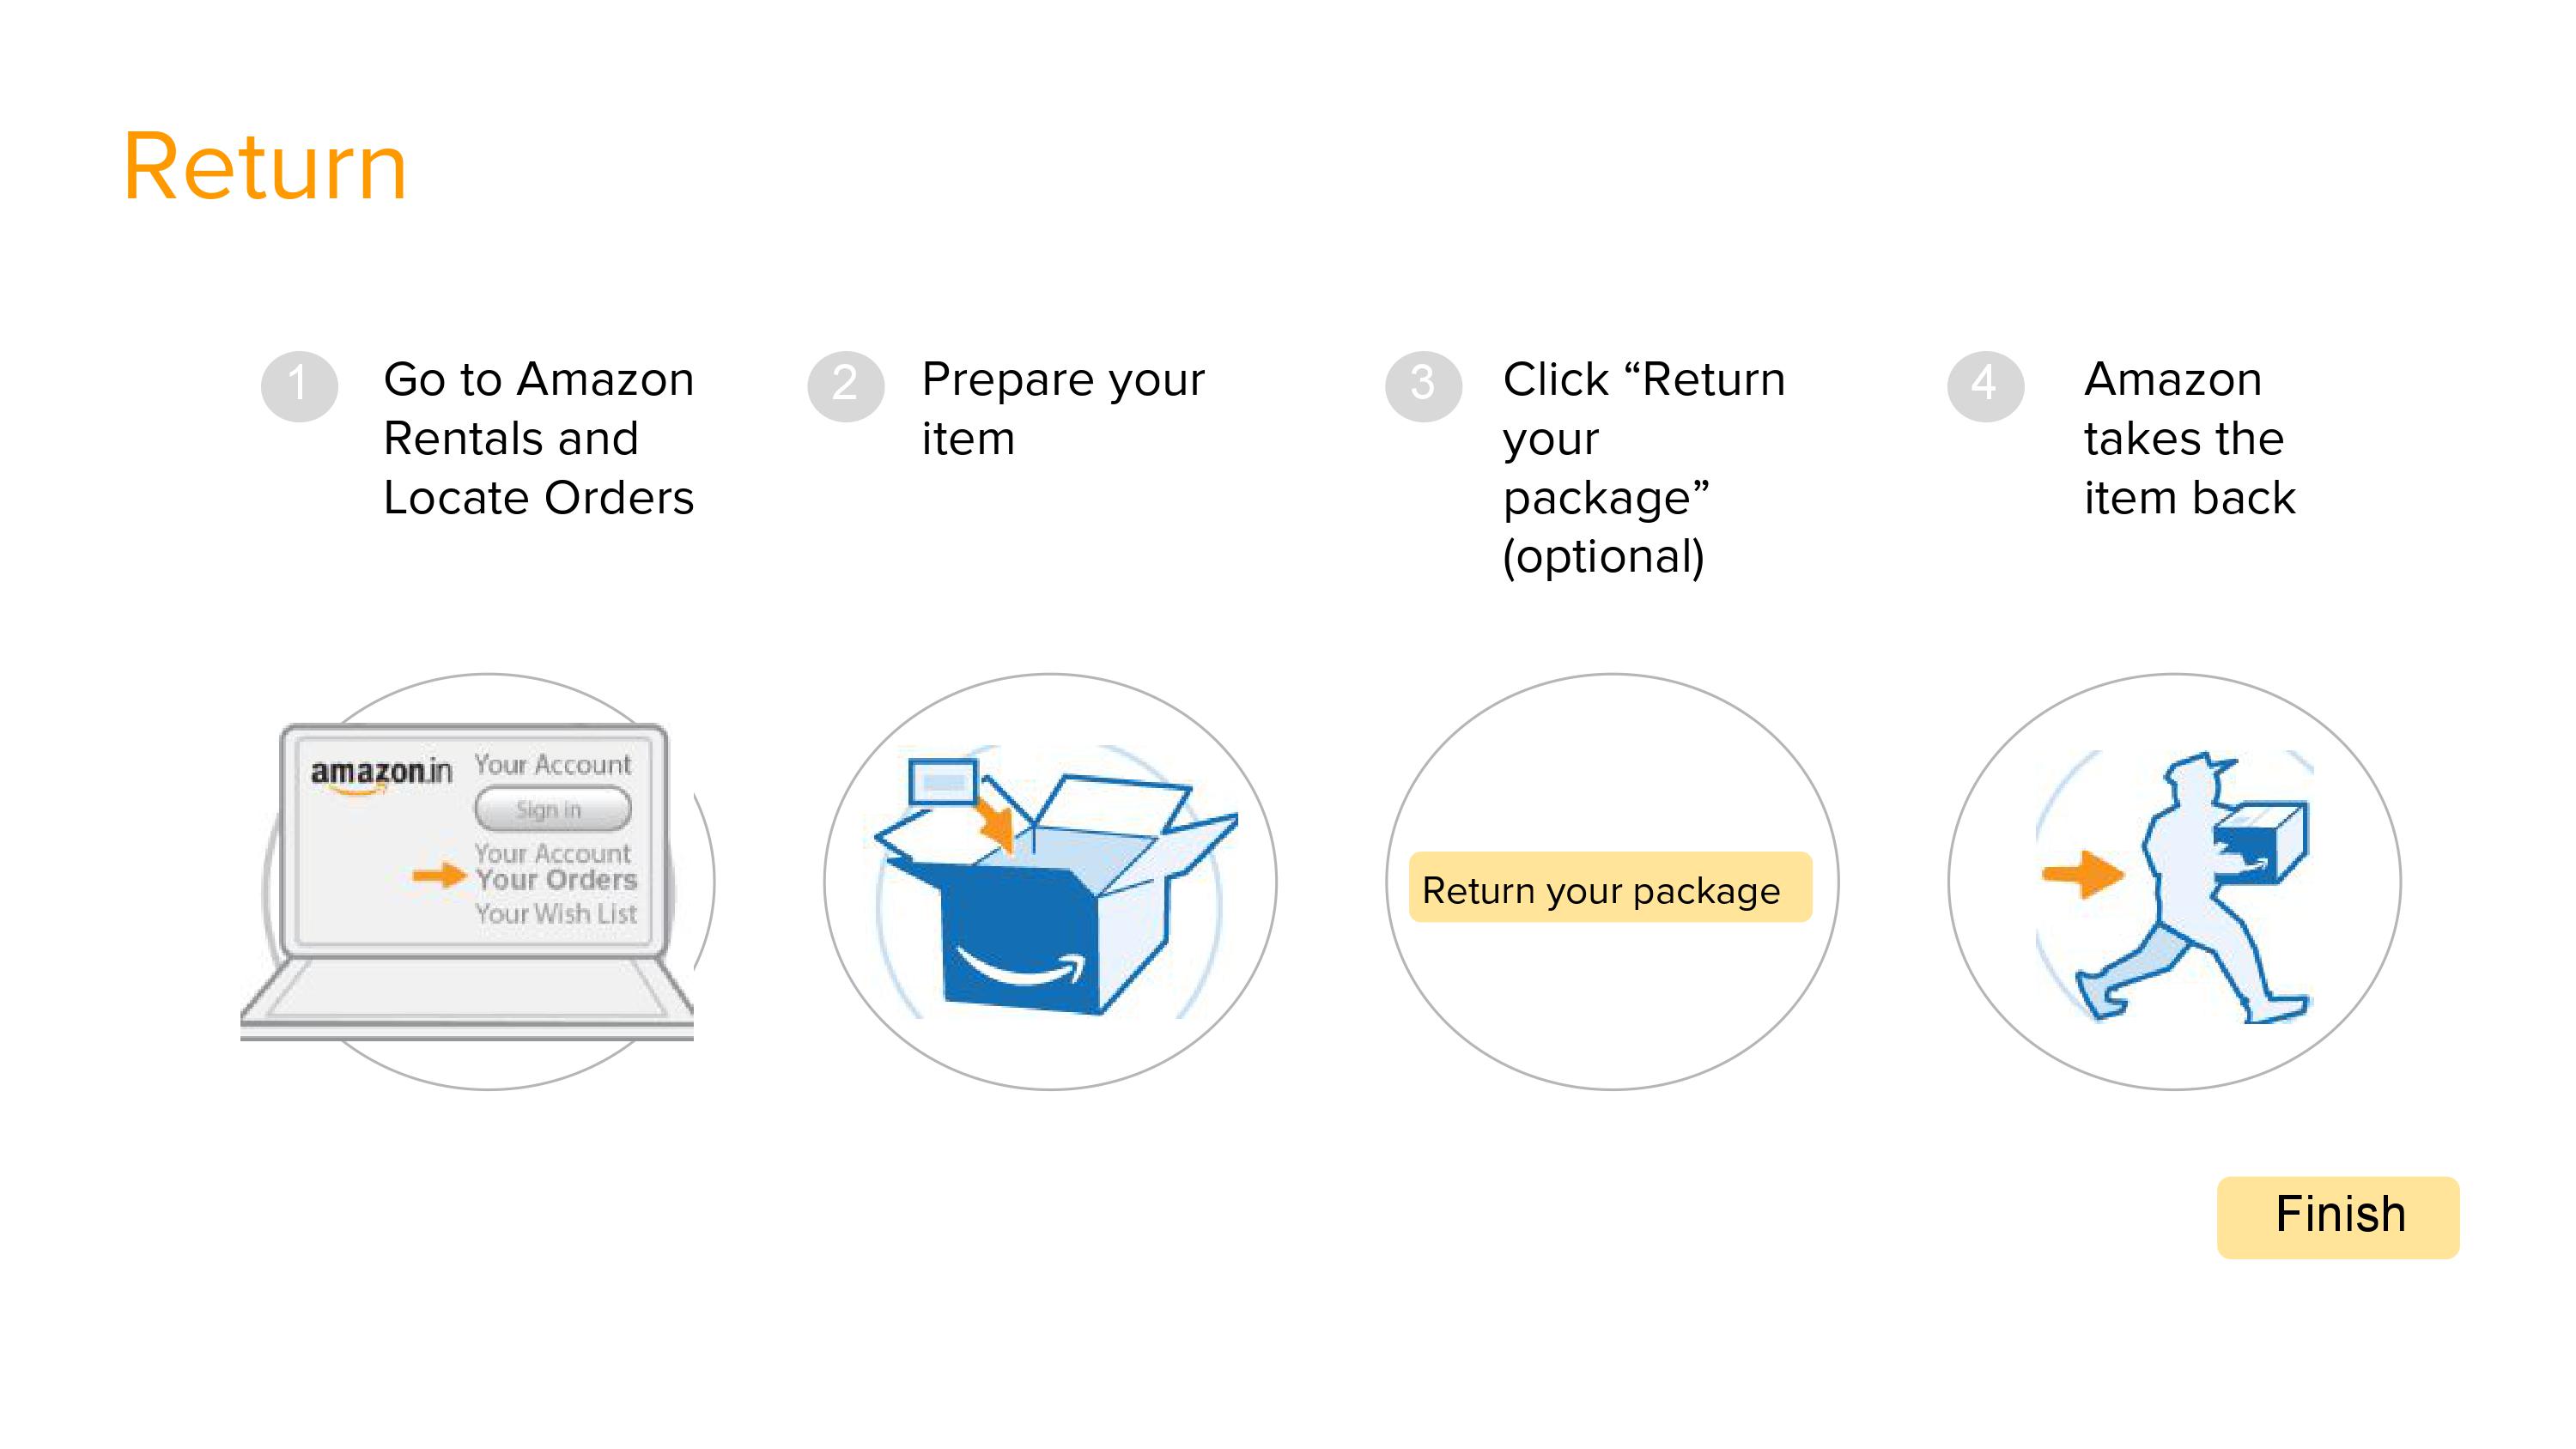 Return
1
Go to Amazon
Rentals and
Locate Orders
2
Prepare your
item
3
Click “Return
your
package”
(optional)
4
Amazon
takes the
item back
amazon.in
Your Account
Sign in
Your Account
Your Orders
Your Wish List
Return your package
Finish